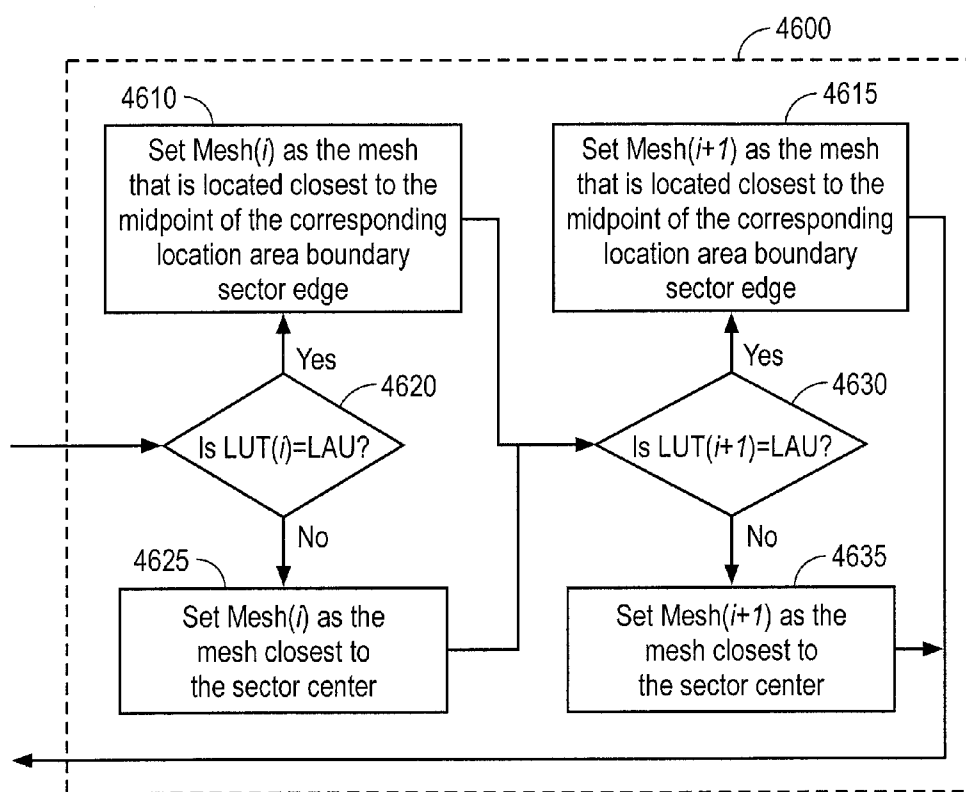 4600
4610
Set Mesh(i) as the mesh
that is located closest to the
midpoint of the corresponding
location area boundary
sector edge
4615
Set Mesh(i+1) as the mesh
that is located closest to the
midpoint of the corresponding
location area boundary
sector edge
Yes
4620
Is LUT(i)=LAU?
No
Yes
4630
Is LUT(i+1)=LAU?
No
4625
Set Mesh(i) as the
mesh closest to
the sector center
4635
Set Mesh(i+1) as the
mesh closest to
the sector center